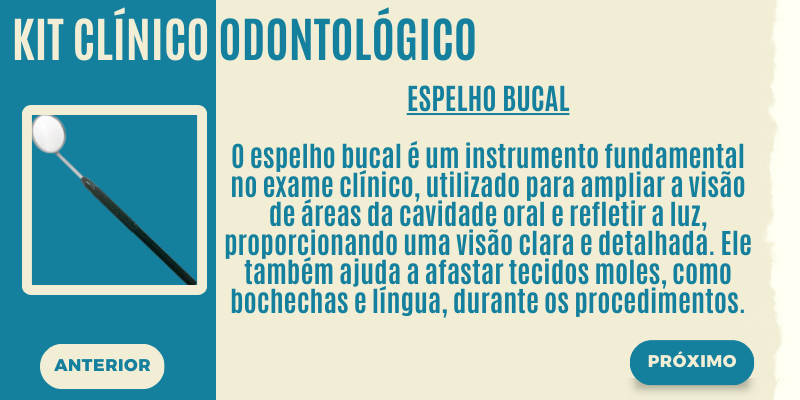 KIT CLÍNICO ODONTOLÓGICO
ESPELHO BUCAL
O espelho bucal é um instrumento fundamental
no exame clínico, utilizado para ampliar a visão
de áreas da cavidade oral e refletir a luz,
proporcionando uma visão clara e detalhada. Ele
também ajuda a afastar tecidos moles, como
bochechas e língua, durante os procedimentos.
ANTERIOR
PRÓXIMO